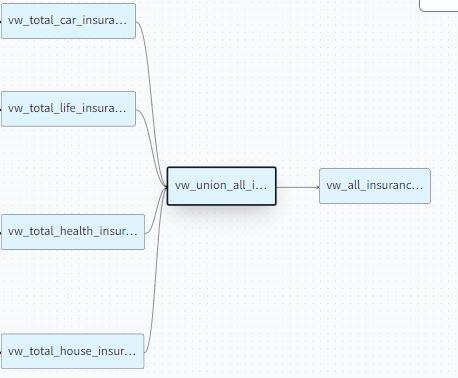 vw_total_car_insura...
vw_total_life_insura...
vw_union_all_i...
vw_all_insuranc...
vw_total_health_insur...
vw_total_house_insur...